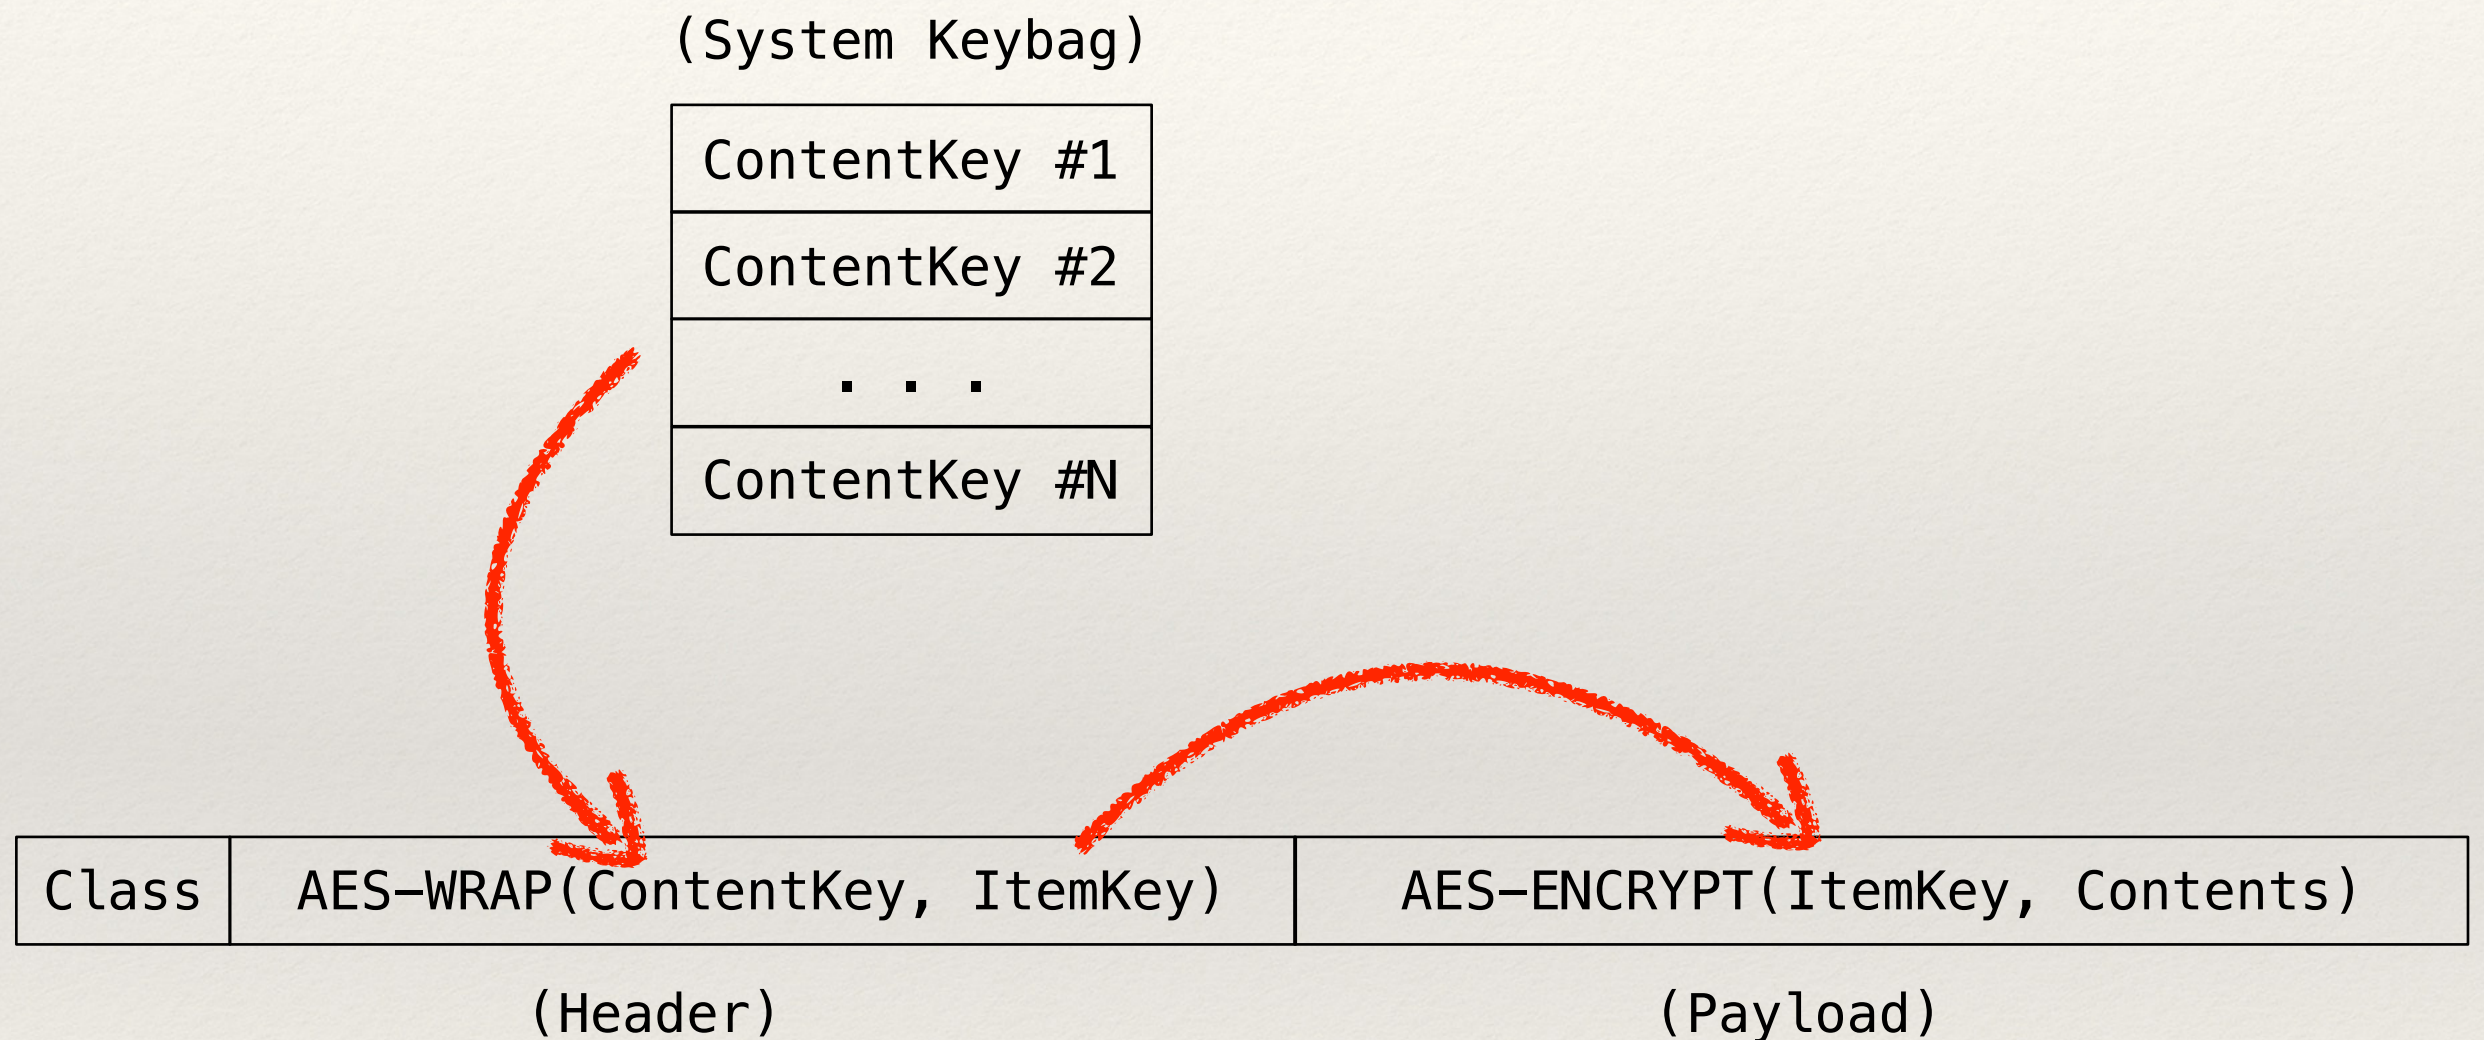 (System Keybag)
ContentKey #1
ContentKey #2
. . .
ContentKey #N
Class AES–WRAP(ContentKey, ItemKey) AES–ENCRYPT(ItemKey, Contents)
(Header) (Payload)